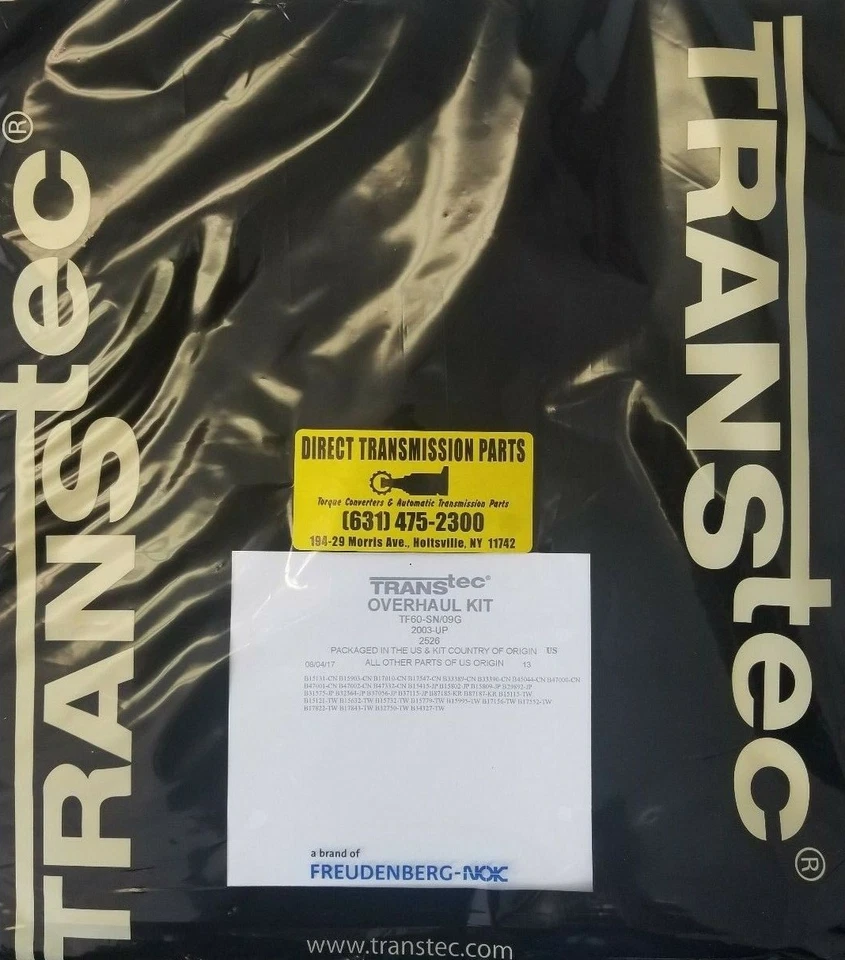 TRANStec®
TRANStec®
DIRECT TRANSMISSION PARTS
Torque Converters & Automatic Transmission Parts
(631) 475-2300
194-29 Morris Ave., Holtsville, NY 11742
TRANStec®
OVERHAUL KIT
TF60-SN/09G
2003-UP
2526
PACKAGED IN THE US & KIT COUNTRY OF ORIGIN US
08/04/17 ALL OTHER PARTS OF US ORIGIN 13
a brand of
FREUDENBERG-NOK
www.transtec.com